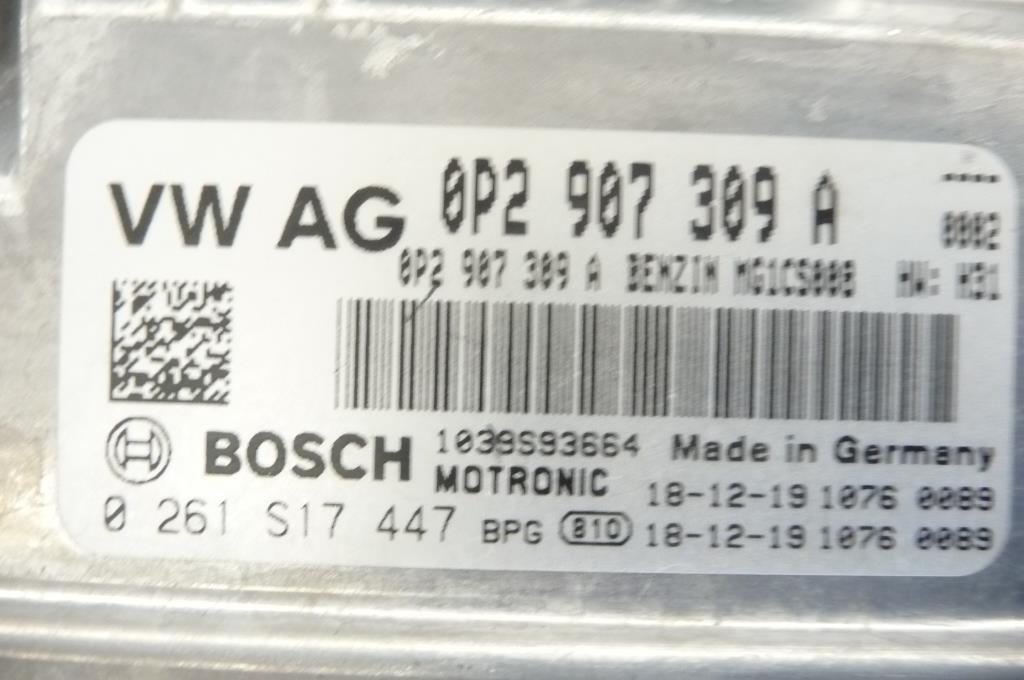 VW AG 0P2 907 309 A ----
0002
0P2 907 309 A BENZIN MG1CS008 HW: H31
BOSCH 1039S93664 Made in Germany
MOTRONIC 18-12-19 1076 0089
0 261 S17 447 BPG 810 18-12-19 1076 0089